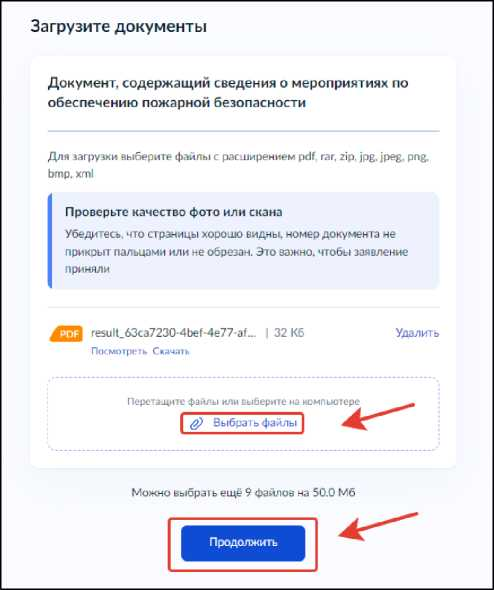 Загрузите документы
Документ, содержащий сведения о мероприятиях по
обеспечению пожарной безопасности
Для загрузки выберите файлы с расширением pdf, rar, zip, jpg, jpeg, png,
bmp, xml
Проверьте качество фото или скана
Убедитесь, что страницы хорошо видны, номер документа не
прикрыт пальцами или не обрезан. Это важно, чтобы заявление
приняли
PDF result_63ca7230-4bef-4e77-af... | 32 Кб Удалить
Посмотреть Скачать
Перетащите файлы или выберите на компьютере
Выбрать файлы
Можно выбрать ещё 9 файлов на 50.0 Мб
Продолжить